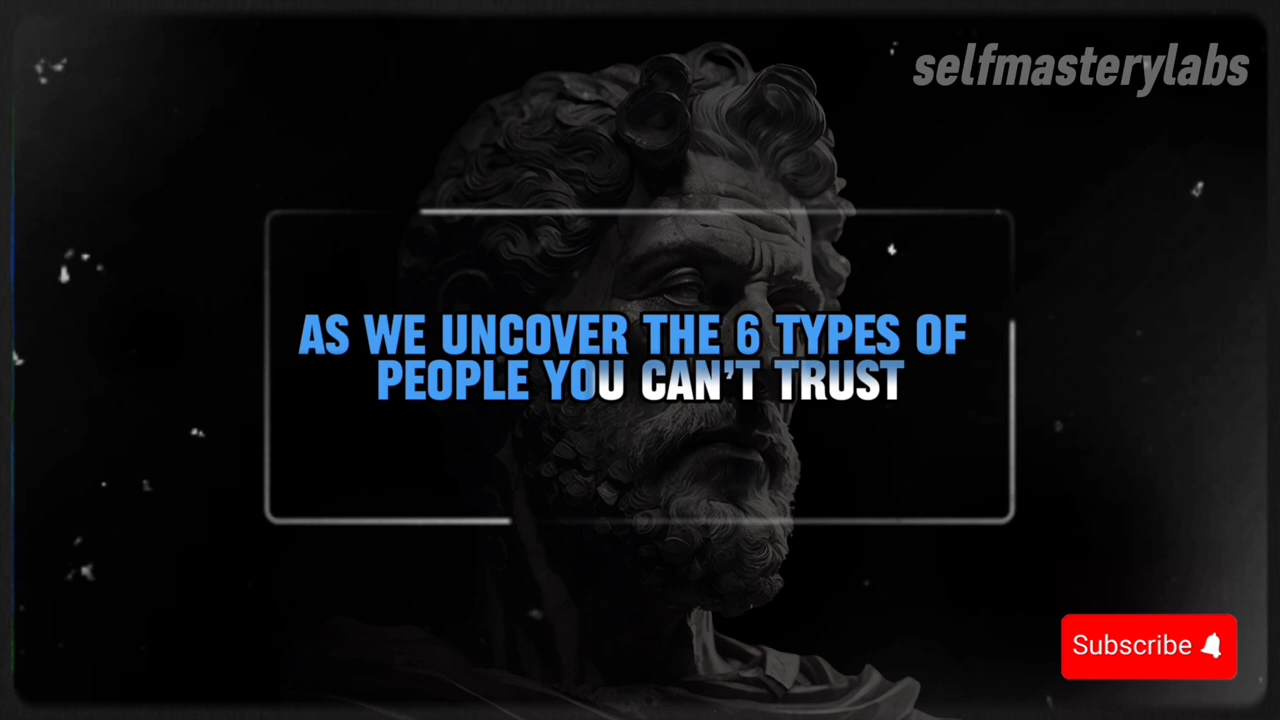 selfmasterylabs
AS WE UNCOVER THE 6 TYPES OF
PEOPLE YOU CAN'T TRUST
Subscribe